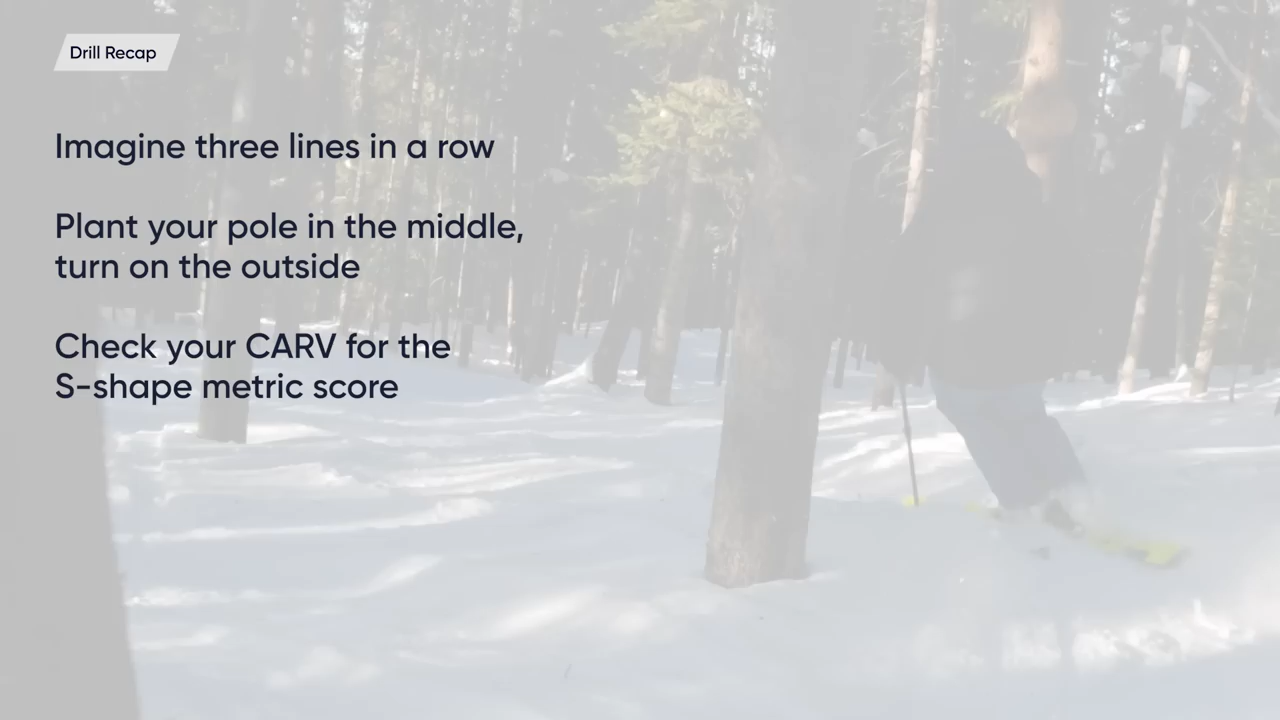 Drill Recap
Imagine three lines in a row
Plant your pole in the middle,
turn on the outside
Check your CARV for the
S-shape metric score